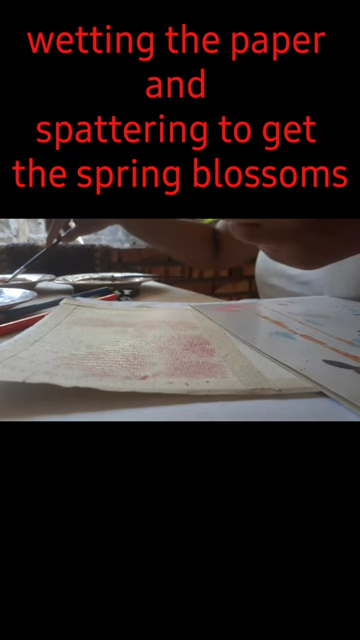 wetting the paper
and
spattering to get
the spring blossoms